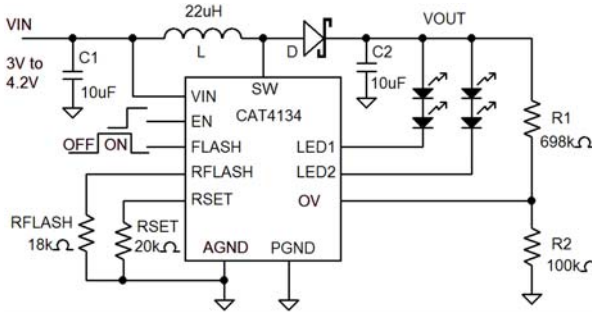 VIN
22uH
L
D
VOUT
3V to
4.2V
C1
10uF
C2
10uF
SW
VIN
CAT4134
EN
OFF
ON
FLASH
LED1
RFLASH
LED2
RSET
OV
R1
698kΩ
RFLASH
18kΩ
RSET
20kΩ
AGND
PGND
R2
100kΩ